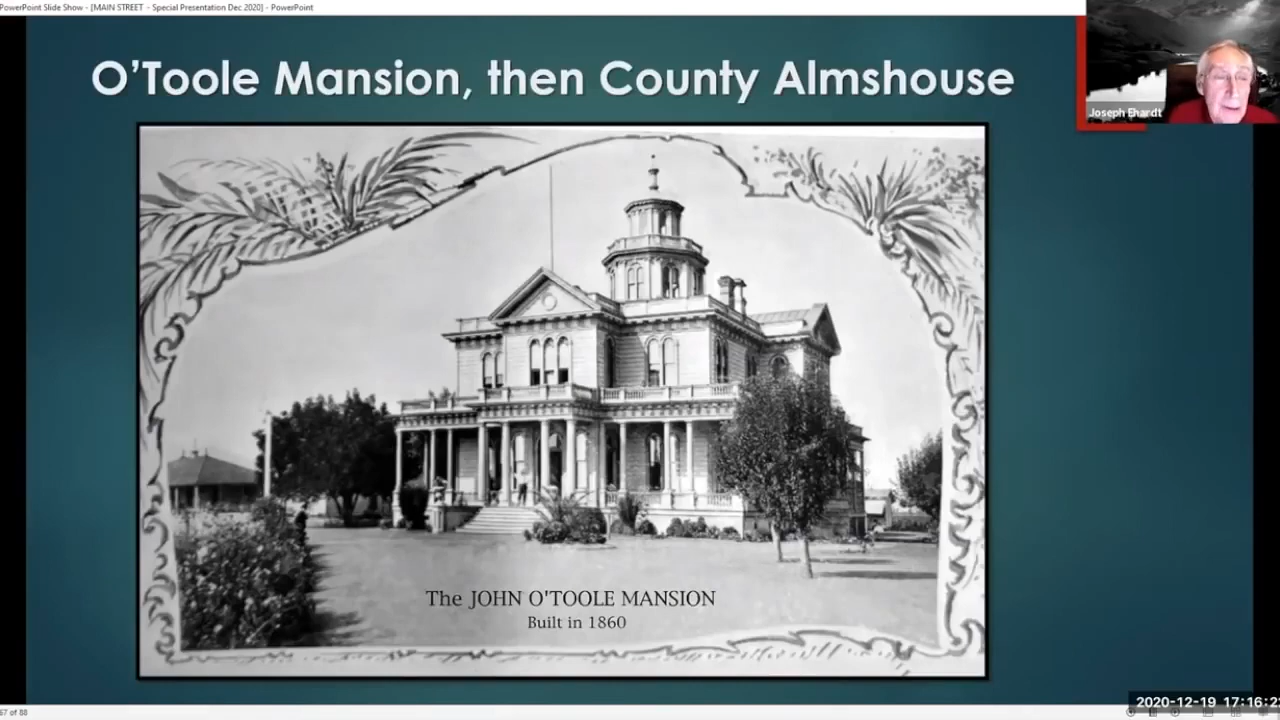 PowerPoint Slide Show - [MAIN STREET - Special Presentation Dec 2020] - PowerPoint
O'Toole Mansion, then County Almshouse
Joseph Ehardt
The JOHN O'TOOLE MANSION
Built in 1860
2020-12-19 17:16:2
67 of 88